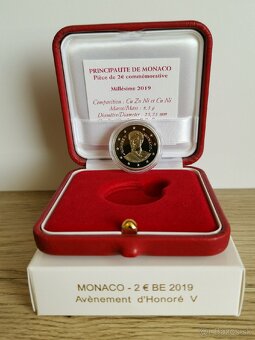 PRINCIPAUTE DE MONACO
Pièce de 2€ commémorative
Millésime 2019
Composition : Cu Zn Ni et Cu Ni
Masse/Mass : 8.5 g
Diamètre/Diameter : 25.75 mm
MONACO - 2 € BE 2019
Avènement d'Honoré V